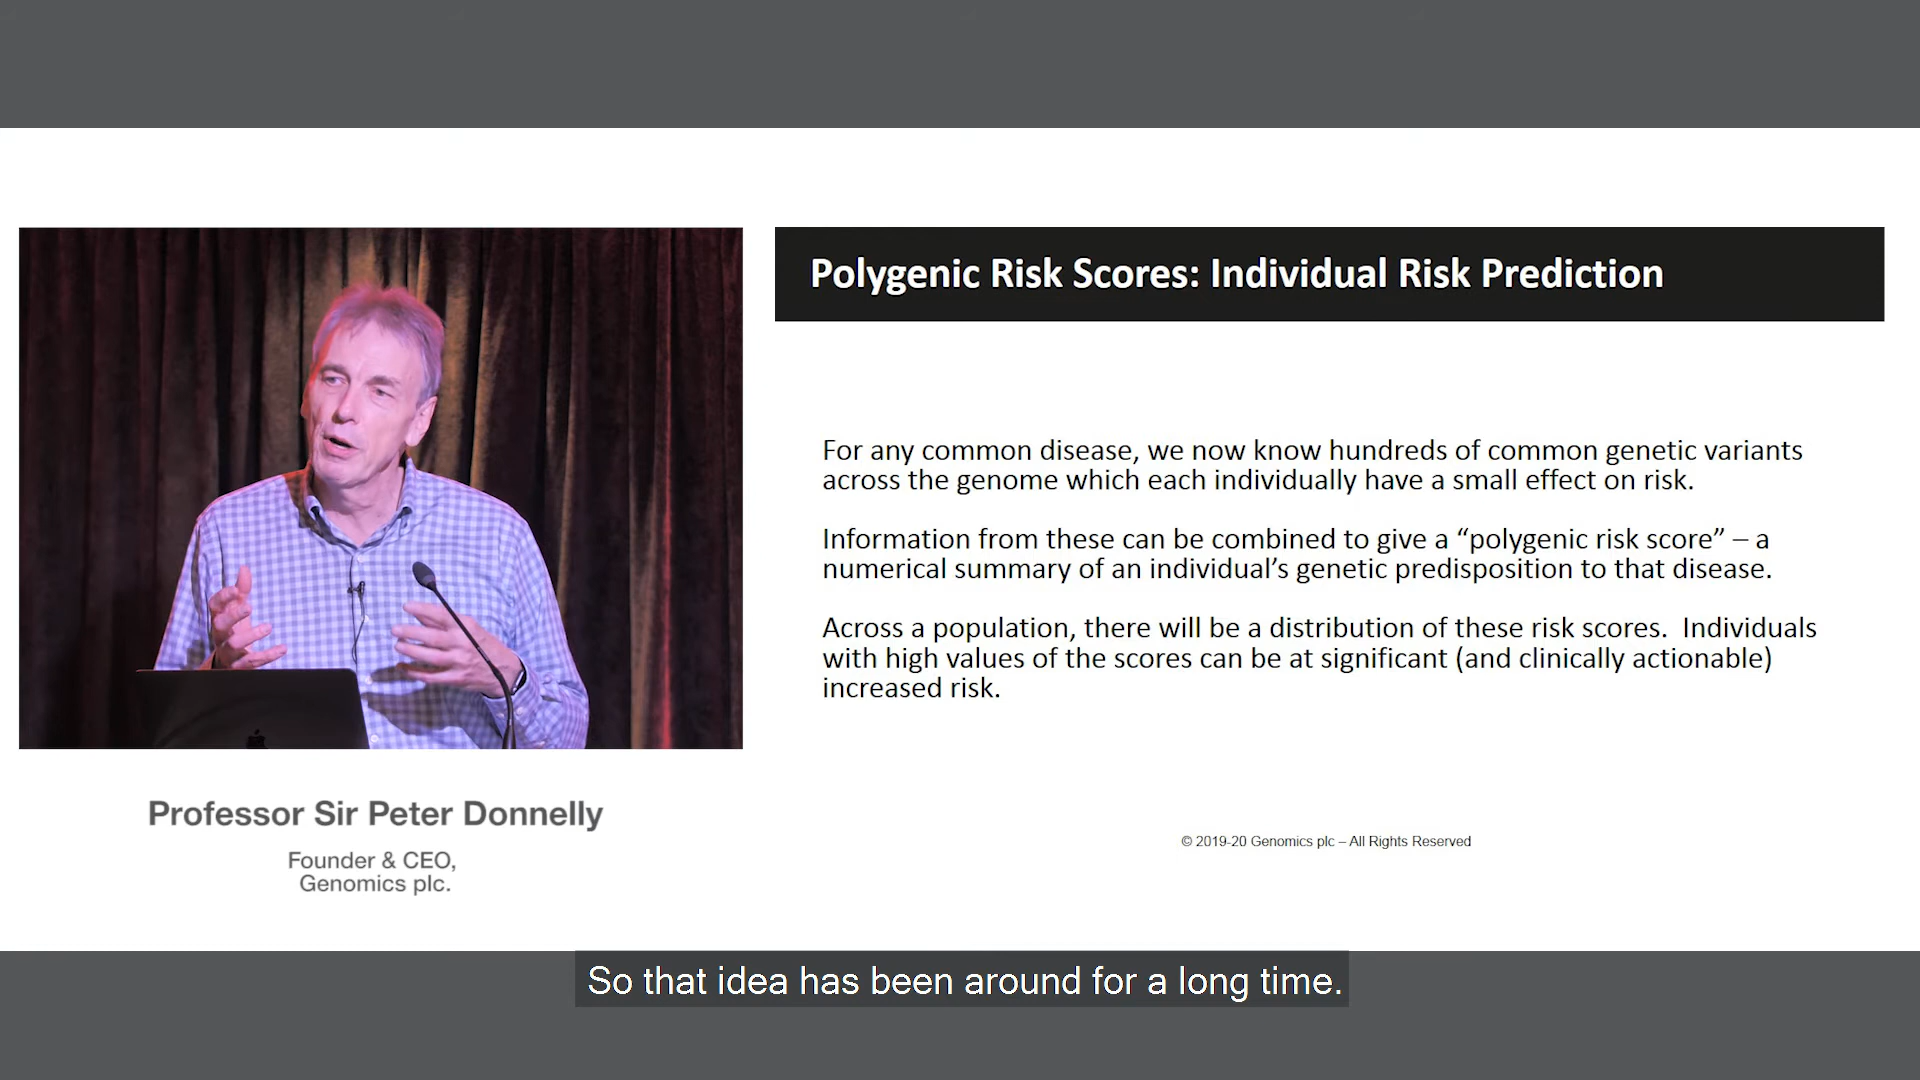 Polygenic Risk Scores: Individual Risk Prediction
For any common disease, we now know hundreds of common genetic variants
across the genome which each individually have a small effect on risk.
Information from these can be combined to give a “polygenic risk score” – a
numerical summary of an individual’s genetic predisposition to that disease.
Across a population, there will be a distribution of these risk scores.  Individuals
with high values of the scores can be at significant (and clinically actionable)
increased risk.
© 2019-20 Genomics plc – All Rights Reserved
Professor Sir Peter Donnelly
Founder & CEO,
Genomics plc.
So that idea has been around for a long time.